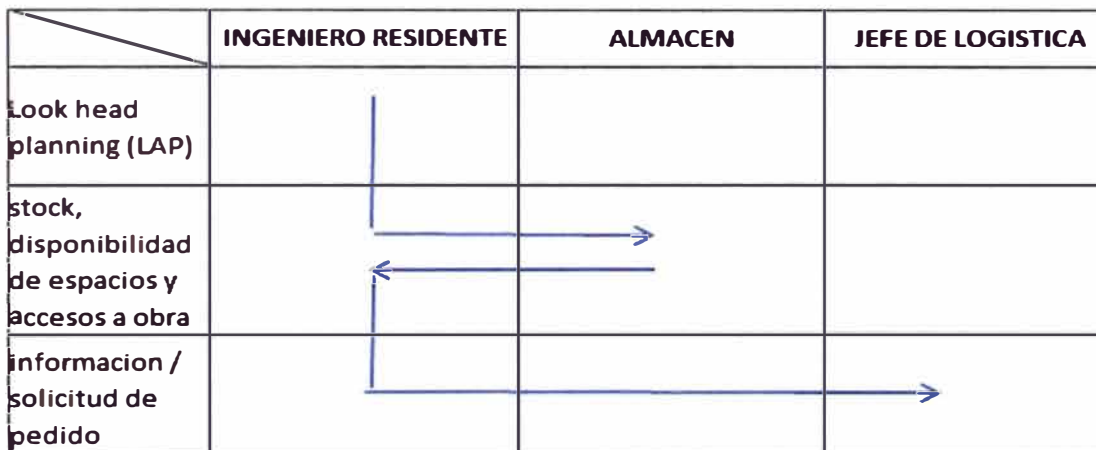 INGENIERO RESIDENTE ALMACEN JEFE DE LOGISTICA
Look head
planning (LAP)
stock,
disponibilidad
de espacios y
accesos a obra
informacion /
solicitud de
pedido